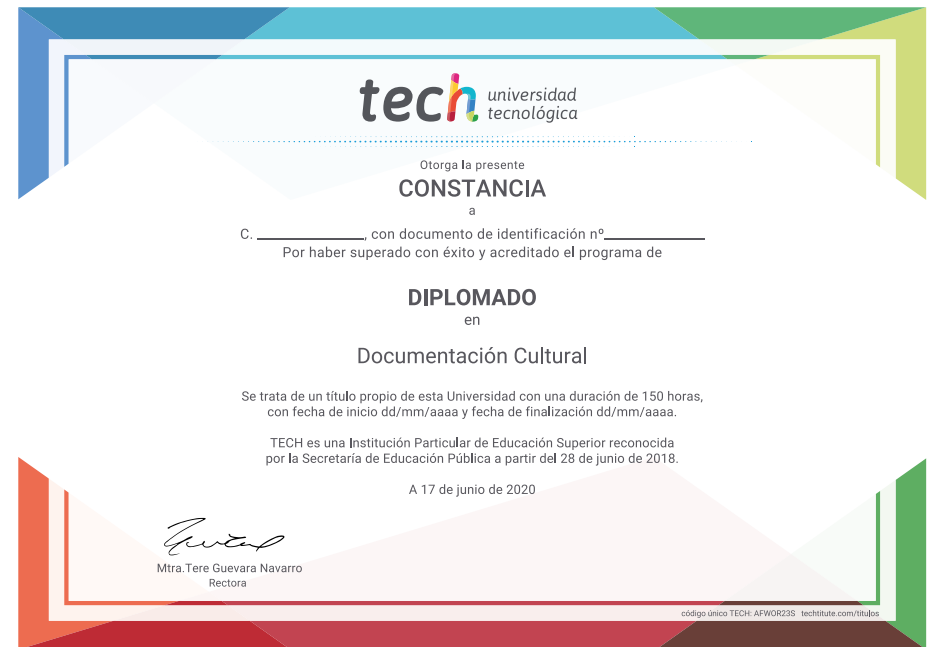 tech universidad
tecnológica
Otorga la presente
CONSTANCIA
a
C. ____________, con documento de identificación nº____________
Por haber superado con éxito y acreditado el programa de
DIPLOMADO
en
Documentación Cultural
Se trata de un título propio de esta Universidad con una duración de 150 horas,
con fecha de inicio dd/mm/aaaa y fecha de finalización dd/mm/aaaa.
TECH es una Institución Particular de Educación Superior reconocida
por la Secretaría de Educación Pública a partir del 28 de junio de 2018.
A 17 de junio de 2020
Mtra.Tere Guevara Navarro
Rectora
código único TECH: AFWOR23S techtitute.com/titulos